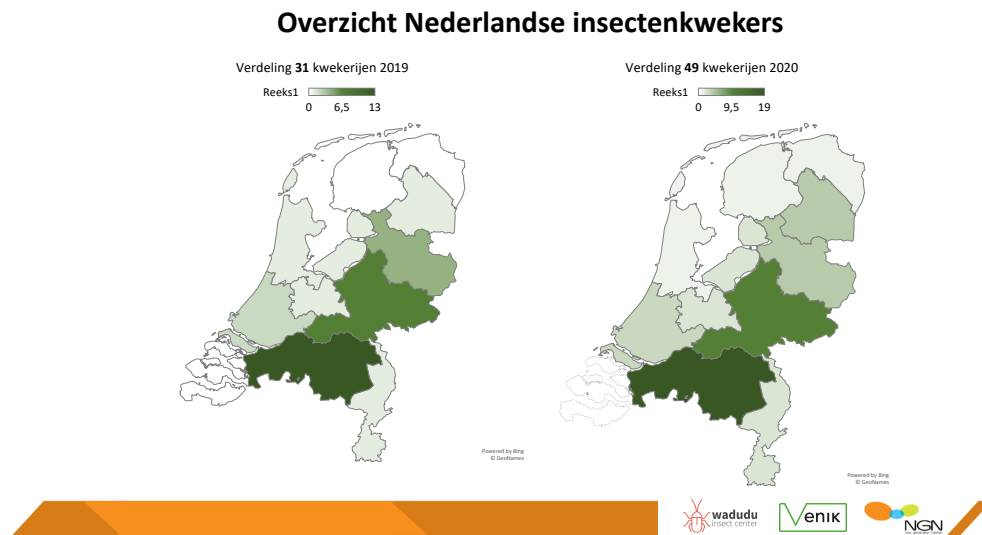 Overzicht Nederlandse insectenkwekers
Verdeling 31 kwekerijen 2019
Reeks1
0 6,5 13
Powered by Bing
© GeoNames
Verdeling 49 kwekerijen 2020
Reeks1
0 9,5 19
Powered by Bing
© GeoNames
wadudu
insect center
VENIK
NGN